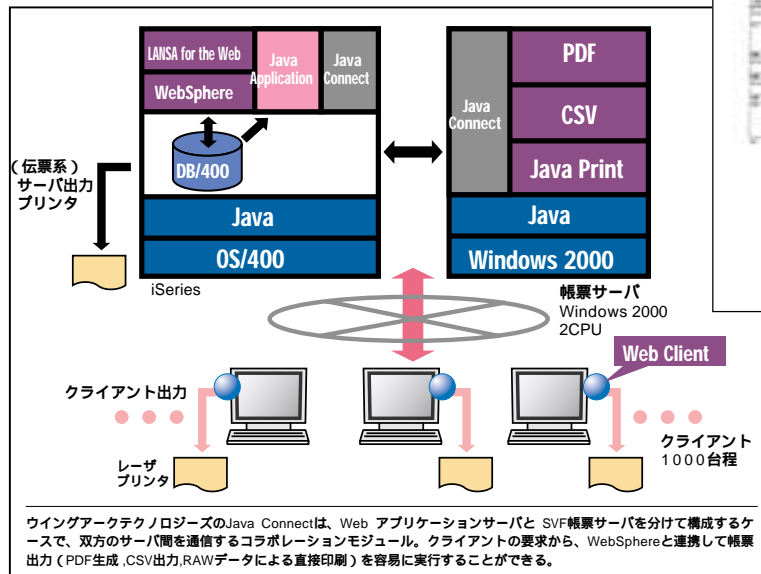 LANSA for the Web
WebSphere
Java
Application
Java
Connect
DB/400
Java
OS/400
iSeries
(伝票系)
サーバ出力
プリンタ
Java
Connect
PDF
CSV
Java Print
Java
Windows 2000
帳票サーバ
Windows 2000
2CPU
Web Client
クライアント出力
レーザ
プリンタ
クライアント
1000台程
ウイングアークテクノロジーズのJava Connectは、Web アプリケーションサーバと SVF帳票サーバを分けて構成するケ
ースで、双方のサーバ間を通信するコラボレーションモジュール。クライアントの要求から、WebSphereと連携して帳票
出力(PDF生成,CSV出力,RAWデータによる直接印刷)を容易に実行することができる。